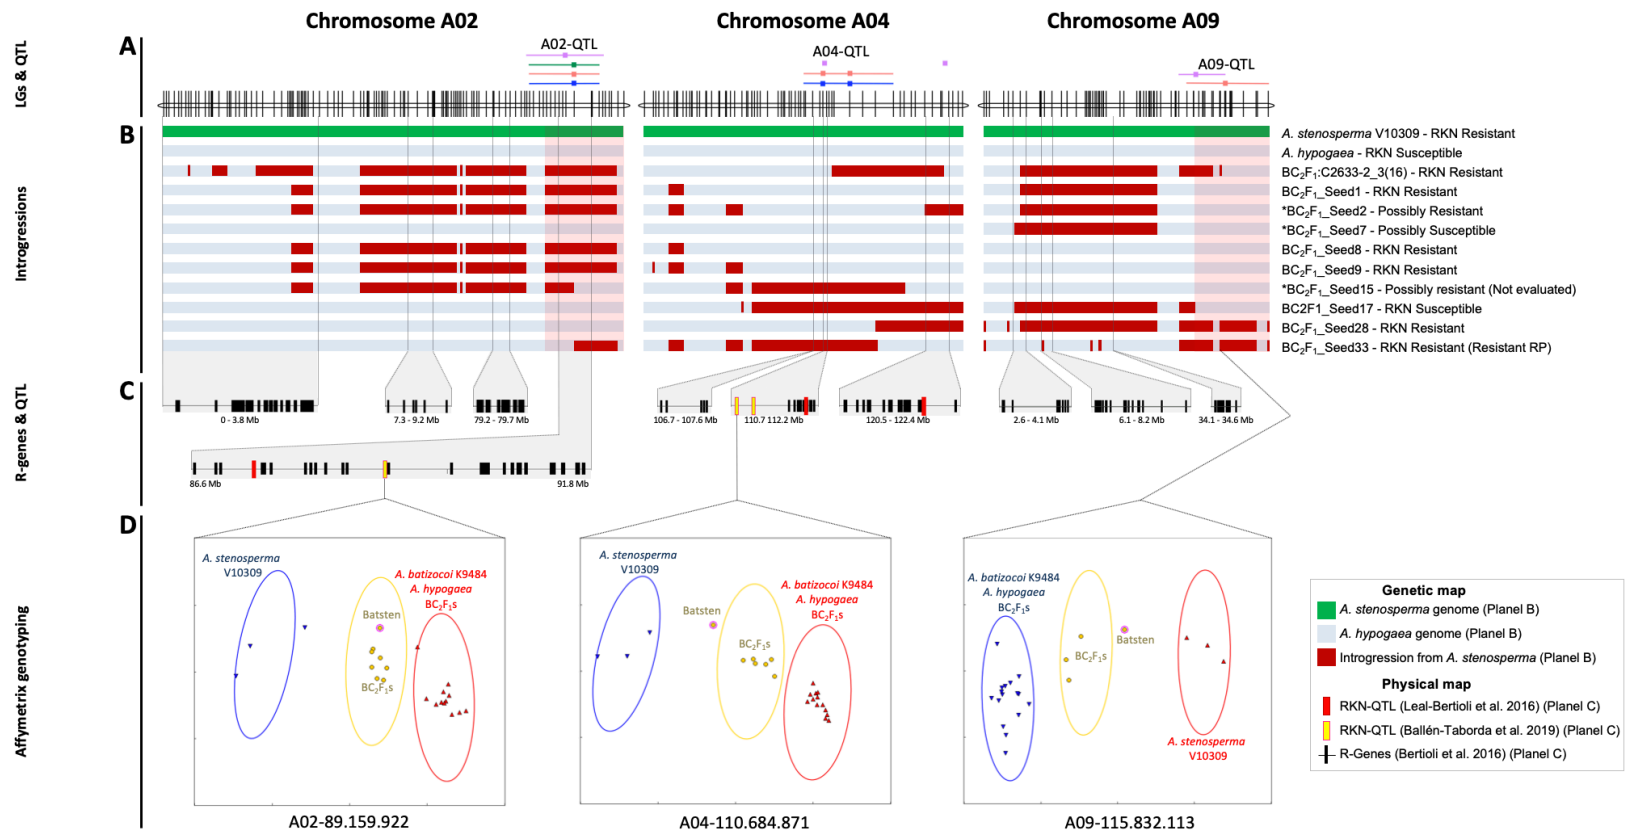 Chromosome A02
Chromosome A04
Chromosome A09
LGs & QTL
A
A02-QTL
A04-QTL
A09-QTL
Introgressions
B
A. stenosperma V10309 - RKN Resistant
A. hypogaea - RKN Susceptible
BC₂F₁:C2633-2_3(16) - RKN Resistant
BC₂F₁_Seed1 - RKN Resistant
*BC₂F₁_Seed2 - Possibly Resistant
*BC₂F₁_Seed7 - Possibly Susceptible
BC₂F₁_Seed8 - RKN Resistant
BC₂F₁_Seed9 - RKN Resistant
*BC₂F₁_Seed15 - Possibly resistant (Not evaluated)
BC2F1_Seed17 - RKN Susceptible
BC₂F₁_Seed28 - RKN Resistant
BC₂F₁_Seed33 - RKN Resistant (Resistant RP)
R-genes & QTL
C
0 - 3.8 Mb
7.3 - 9.2 Mb
79.2 - 79.7 Mb
106.7 - 107.6 Mb
110.7 112.2 Mb
120.5 - 122.4 Mb
2.6 - 4.1 Mb
6.1 - 8.2 Mb
34.1 - 34.6 Mb
86.6 Mb
91.8 Mb
Affymetrix genotyping
D
A. stenosperma
V10309
Batsten
BC₂F₁s
A. batizocoi K9484
A. hypogaea
BC₂F₁s
A02-89.159.922
A. stenosperma
V10309
Batsten
BC₂F₁s
A. batizocoi K9484
A. hypogaea
BC₂F₁s
A04-110.684.871
A. batizocoi K9484
A. hypogaea
BC₂F₁s
BC₂F₁s
Batsten
A. stenosperma
V10309
A09-115.832.113
Genetic map
A. stenosperma genome (Planel B)
A. hypogaea genome (Planel B)
Introgression from A. stenosperma (Planel B)
Physical map
RKN-QTL (Leal-Bertioli et al. 2016) (Planel C)
RKN-QTL (Ballén-Taborda et al. 2019) (Planel C)
R-Genes (Bertioli et al. 2016) (Planel C)